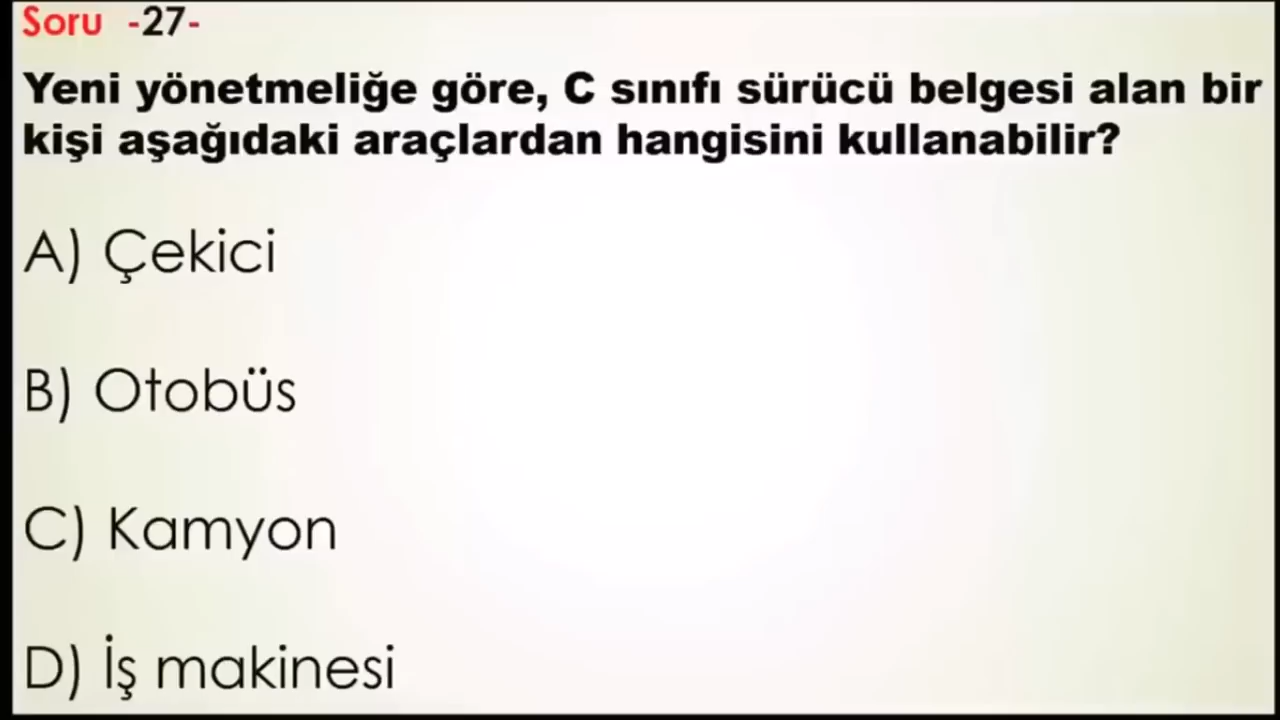 Soru -27-
Yeni yönetmeliğe göre, C sınıfı sürücü belgesi alan bir
kişi aşağıdaki araçlardan hangisini kullanabilir?
A) Çekici
B) Otobüs
C) Kamyon
D) İş makinesi